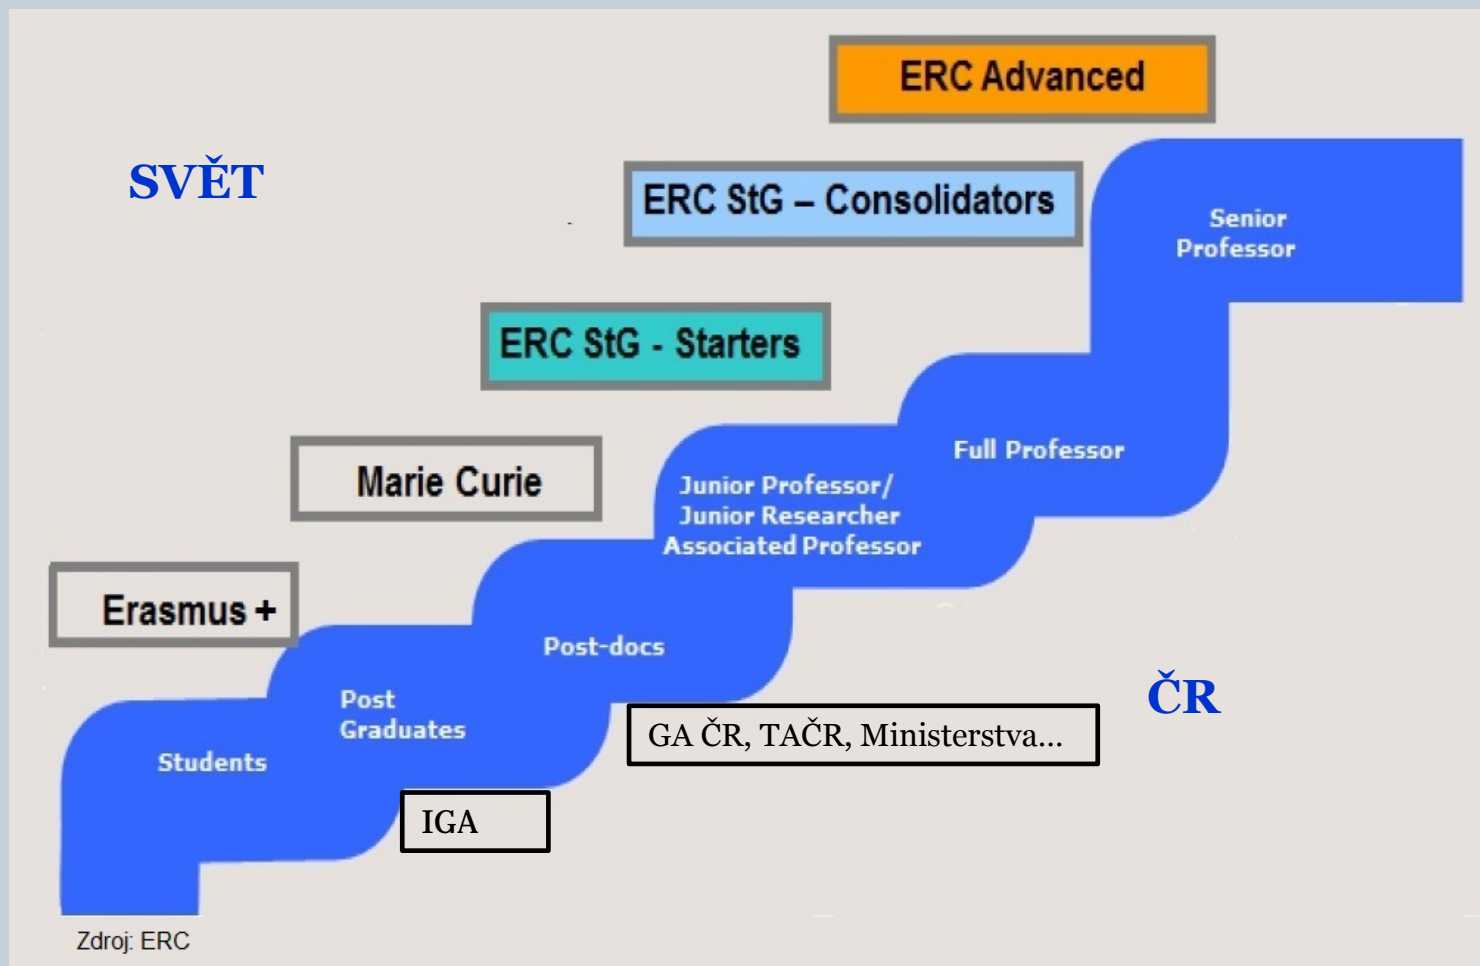 ERC Advanced
SVĚT
ERC StG – Consolidators
Senior
Professor
ERC StG - Starters
Full Professor
Marie Curie
Junior Professor/
Junior Researcher
Associated Professor
Erasmus +
Post-docs
ČR
Post
Graduates
GA ČR, TAČR, Ministerstva...
Students
IGA
Zdroj: ERC